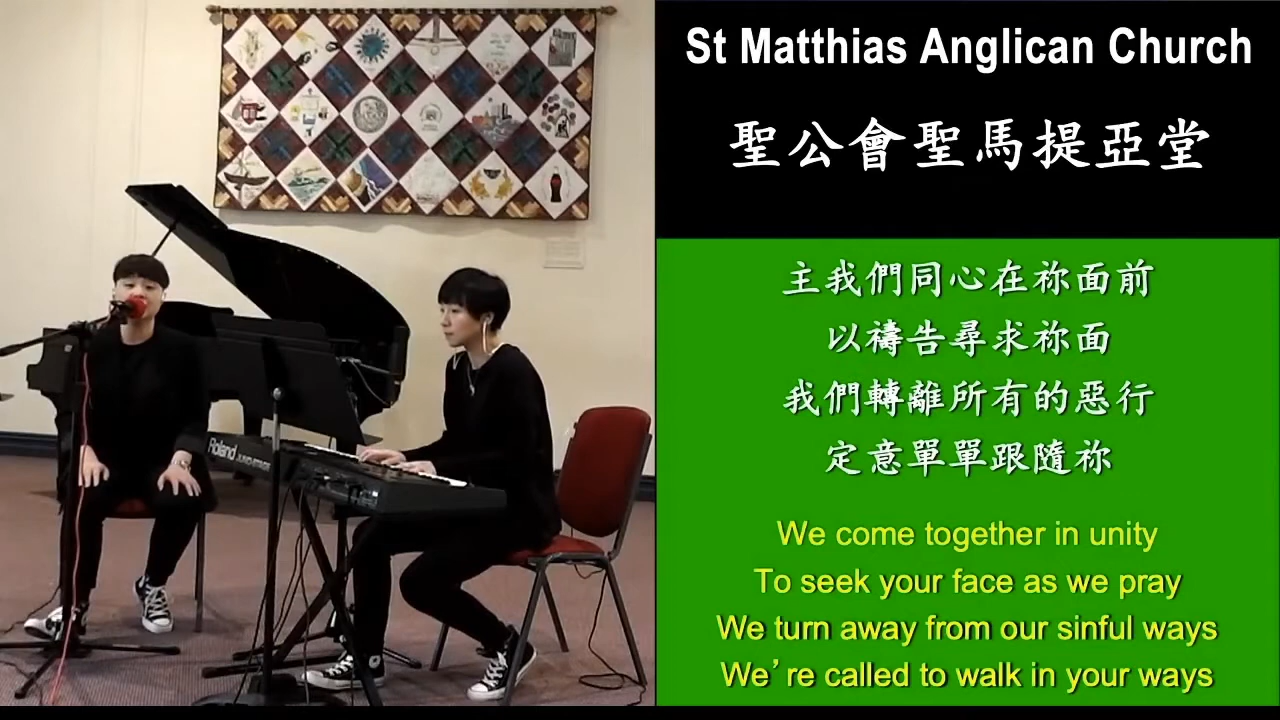 St Matthias Anglican Church
聖公會聖馬提亞堂
主我們同心在祢面前
以禱告尋求祢面
我們轉離所有的惡行
定意單單跟隨祢
We come together in unity
To seek your face as we pray
We turn away from our sinful ways
We’re called to walk in your ways
Roland JUNO-STAGE